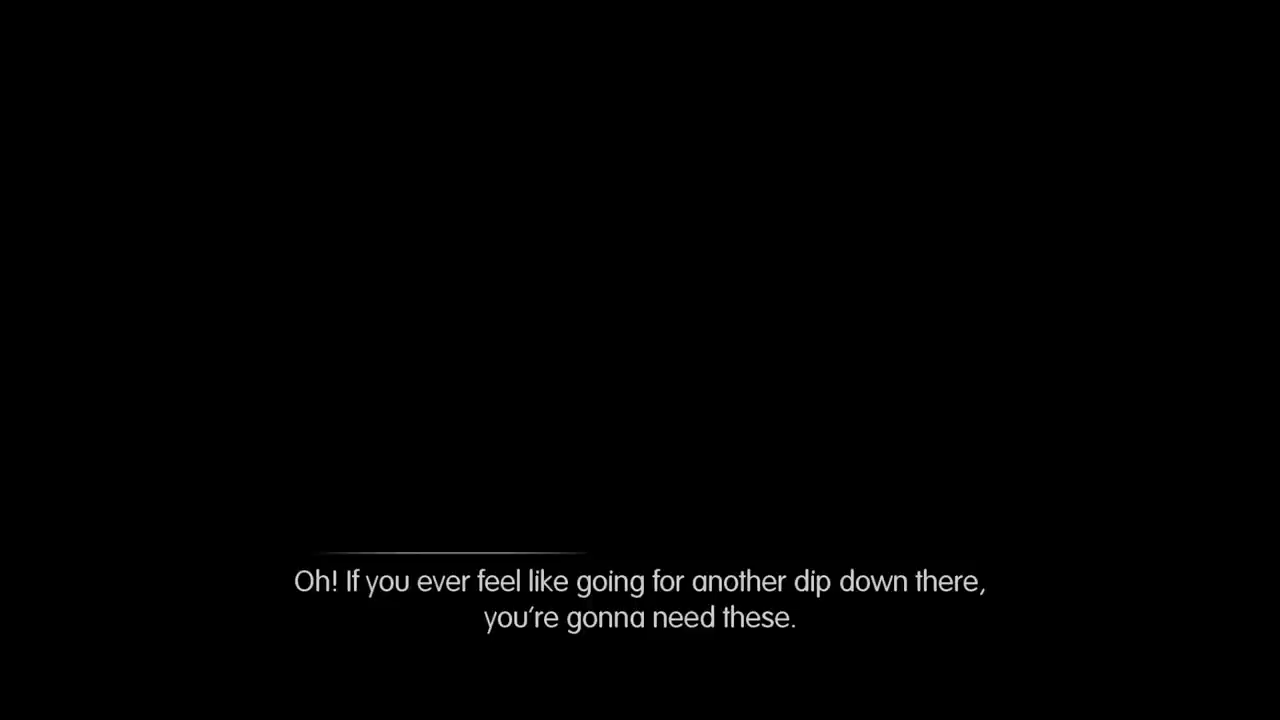 Oh! If you ever feel like going for another dip down there,
you're gonna need these.